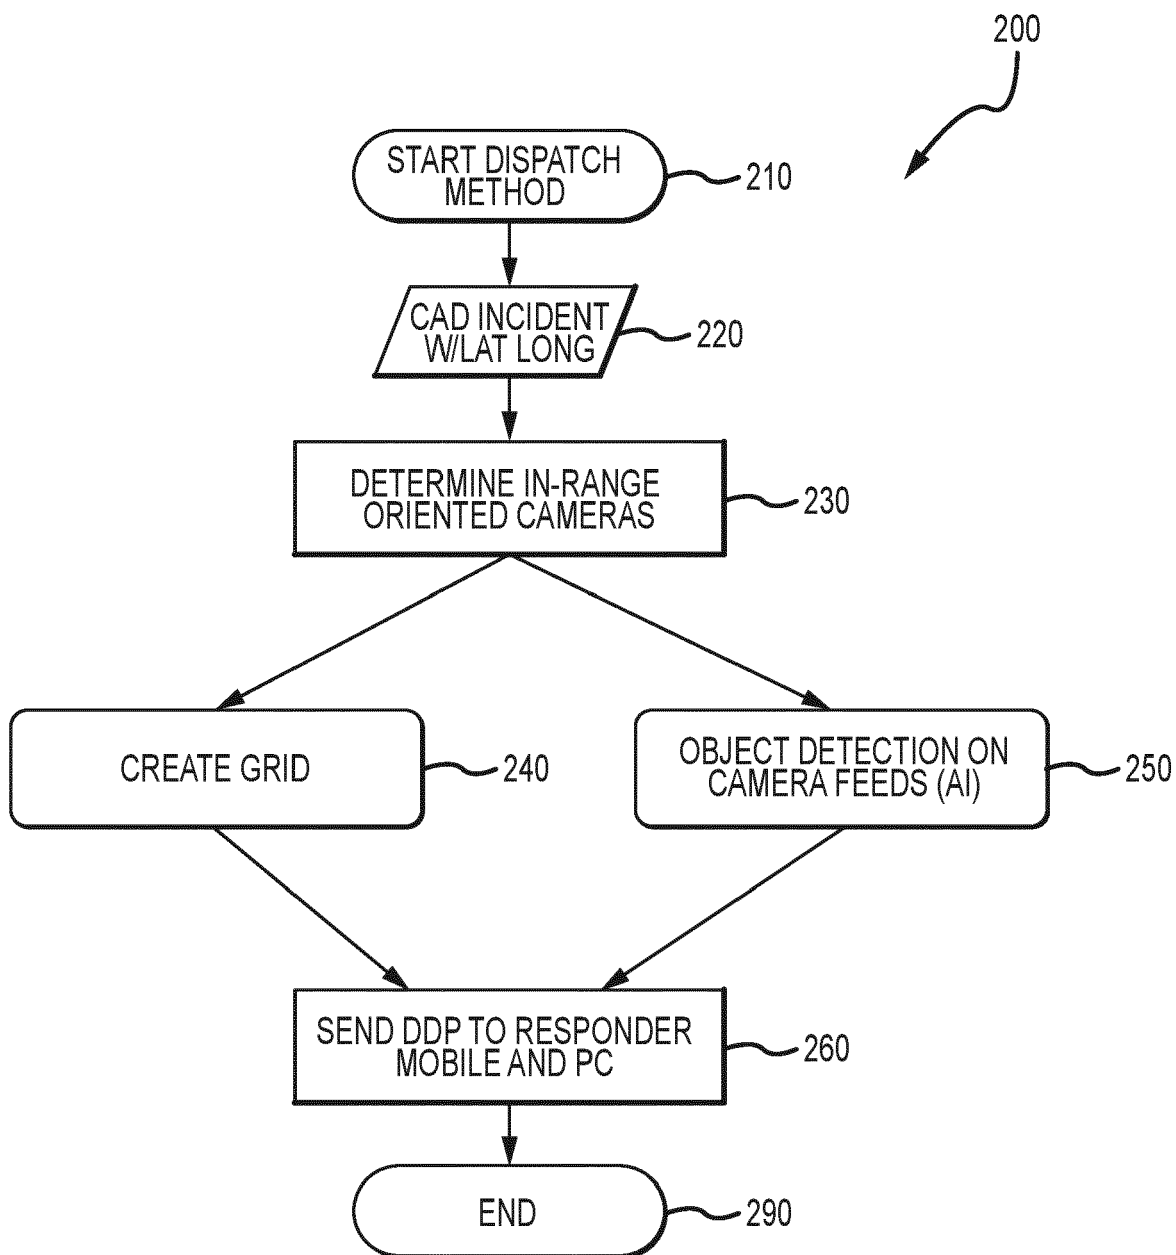 200
START DISPATCH
METHOD
210
CAD INCIDENT
W/LAT LONG
220
DETERMINE IN-RANGE
ORIENTED CAMERAS
230
CREATE GRID
240
OBJECT DETECTION ON
CAMERA FEEDS (AI)
250
SEND DDP TO RESPONDER
MOBILE AND PC
260
END
290